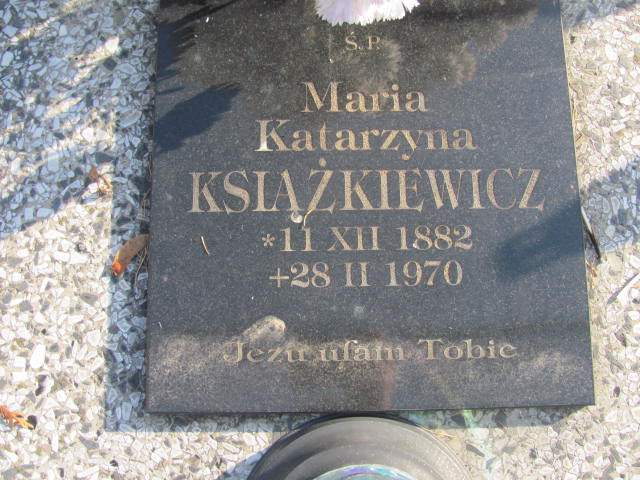 Ś.P.
Maria
Katarzyna
KSIĄŻKIEWICZ
*11 XII 1882
+28 II 1970
Jezu ufam Tobie